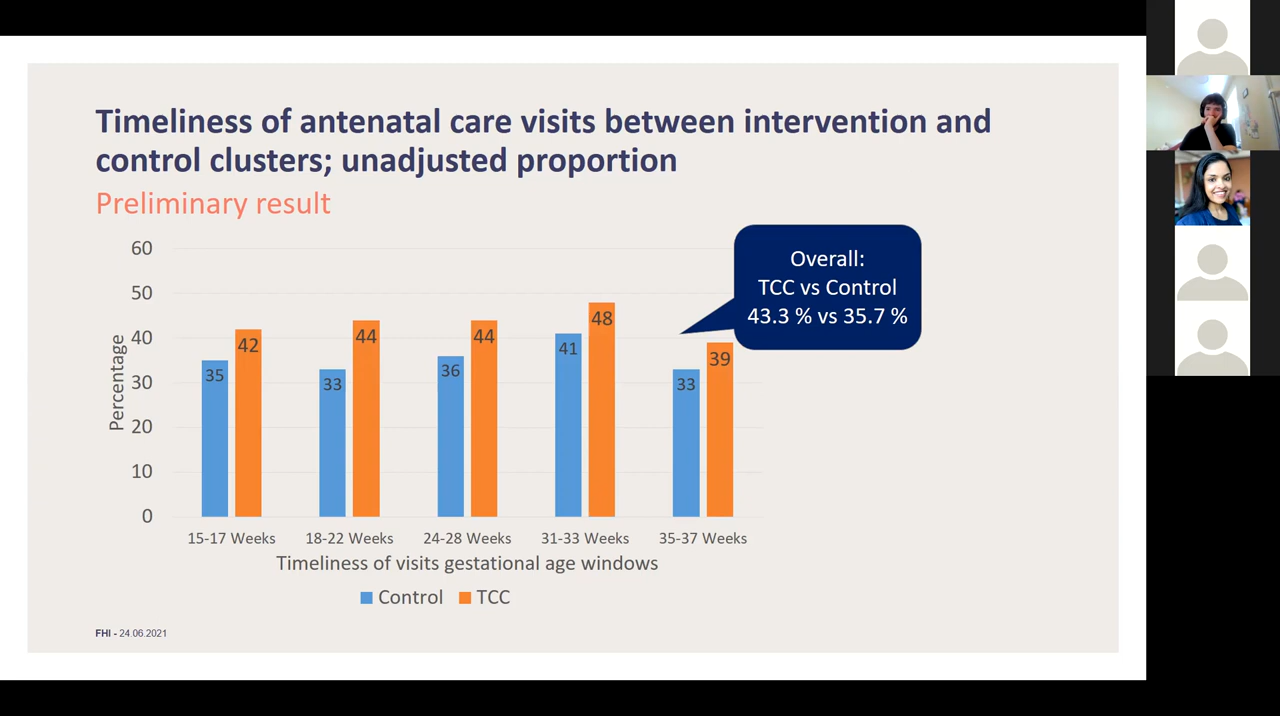 Timeliness of antenatal care visits between intervention and
control clusters; unadjusted proportion
Preliminary result
Overall:
TCC vs Control
43.3 % vs 35.7 %
Percentage
60
50
40
30
20
10
0
35
42
33
44
36
44
41
48
33
39
15-17 Weeks
18-22 Weeks
24-28 Weeks
31-33 Weeks
35-37 Weeks
Timeliness of visits gestational age windows
Control
TCC
FHI - 24.06.2021